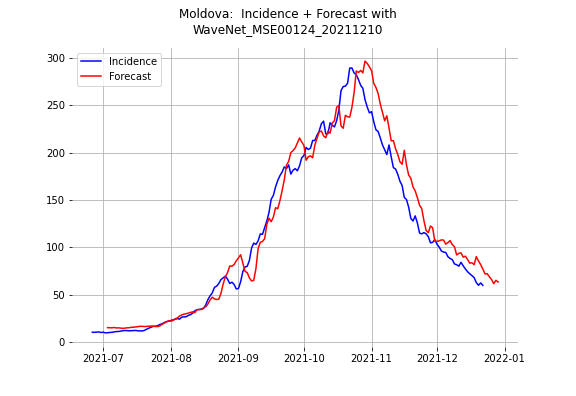 Moldova:  Incidence + Forecast with
WaveNet_MSE00124_20211210
Incidence
Forecast
300
250
200
150
100
50
0
2021-07 2021-08 2021-09 2021-10 2021-11 2021-12 2022-01